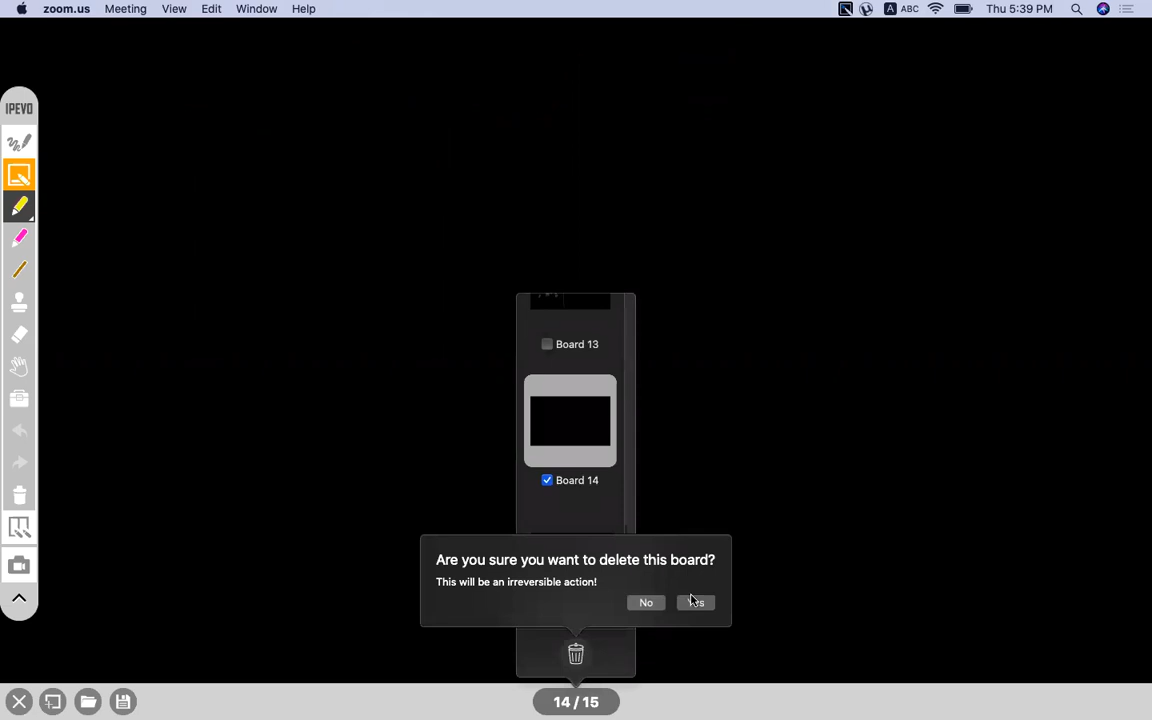 zoom.us Meeting View Edit Window Help A ABC Thu 5:39 PM
IPEVO
Board 13
Board 14
Are you sure you want to delete this board?
This will be an irreversible action!
No Yes
14 / 15